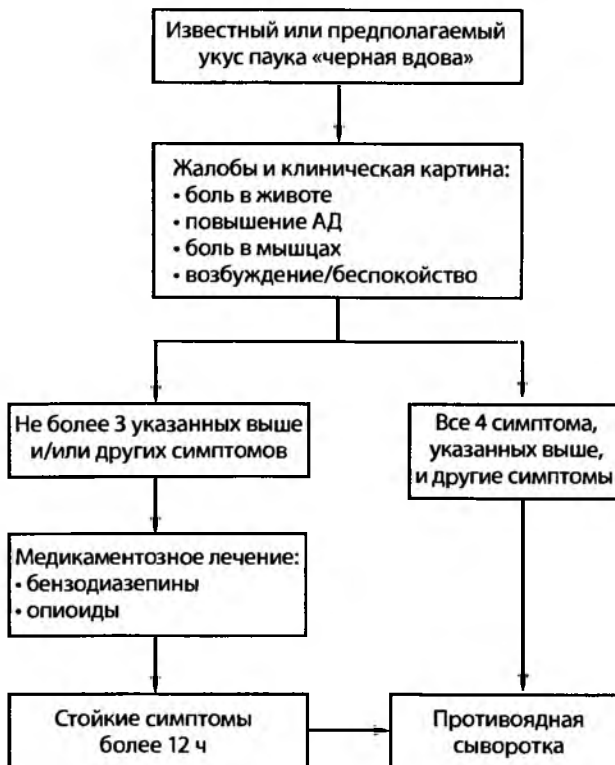 Известный или предполагаемый
укус паука «черная вдова»
Жалобы и клиническая картина:
• боль в животе
• повышение АД
• боль в мышцах
• возбуждение/беспокойство
Не более 3 указанных выше
и/или других симптомов
Все 4 симптома,
указанных выше,
и другие симптомы
Медикаментозное лечение:
• бензодиазепины
• опиоиды
Стойкие симптомы
более 12 ч
Противоядная
сыворотка